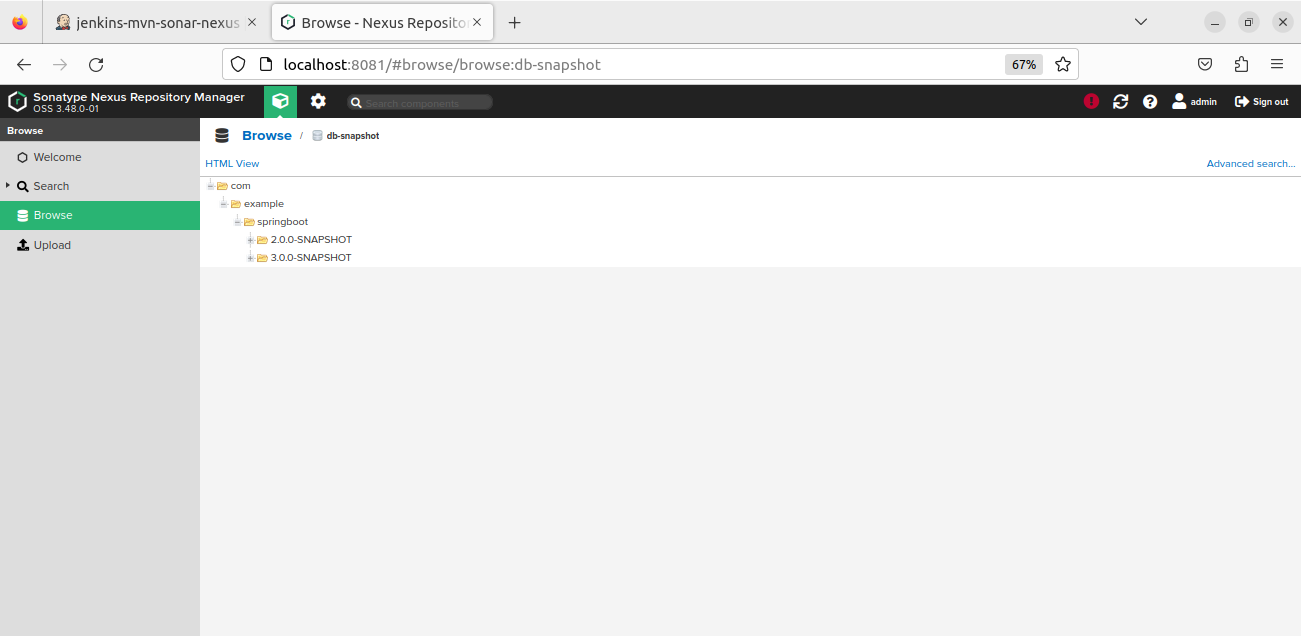 jenkins-mvn-sonar-nexus
Browse - Nexus Reposito
localhost:8081/#browse/browse:db-snapshot
67%
Sonatype Nexus Repository Manager
OSS 3.48.0-01
Search components
admin
Sign out
Browse
Welcome
Search
Browse
Upload
Browse / db-snapshot
HTML View
Advanced search...
com
example
springboot
2.0.0-SNAPSHOT
3.0.0-SNAPSHOT